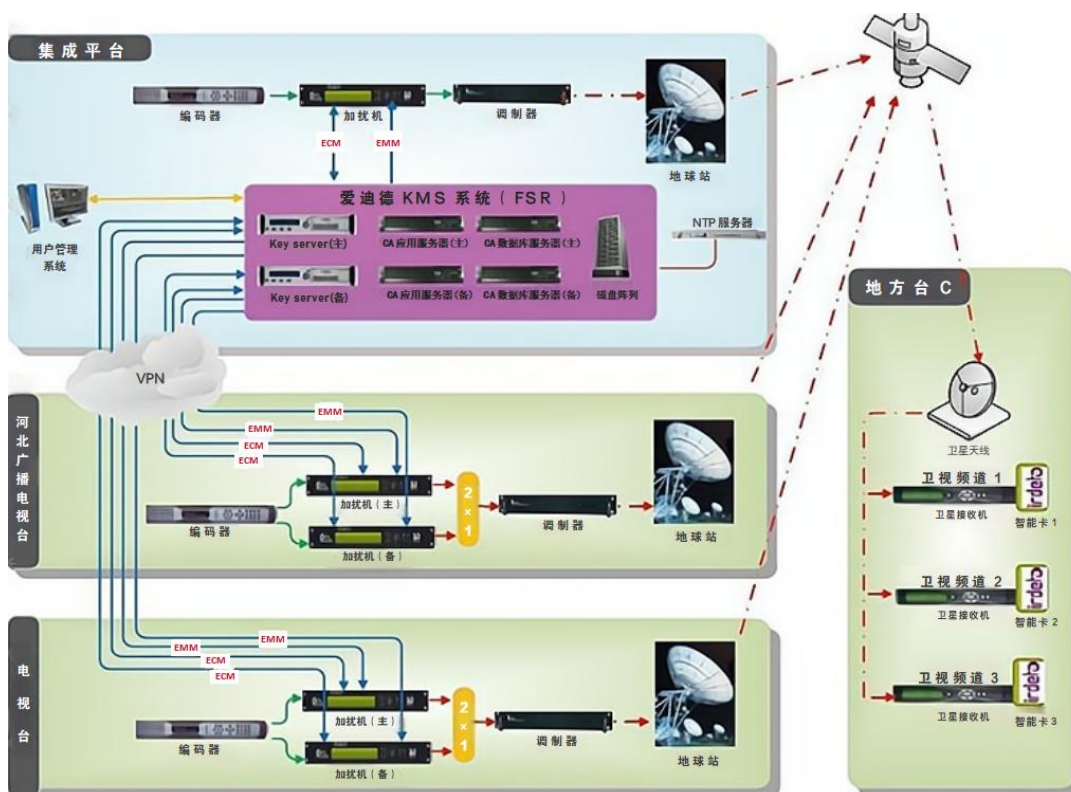 集成平台
编码器
加扰机
调制器
地球站
ECM
EMM
爱迪德 KMS 系统（FSR）
Key server(主)
CA 应用服务器(主)
CA 数据库服务器(主)
Key server(备)
CA 应用服务器(备)
CA 数据库服务器(备)
磁盘阵列
NTP 服务器
用户管理
系统
VPN
河北广播电视台
EMM
EMM
ECM
ECM
编码器
加扰机（主）
加扰机（备）
2×1
调制器
地球站
电视台
EMM
EMM
ECM
ECM
编码器
加扰机（主）
加扰机（备）
2×1
调制器
地球站
地方台 C
卫星天线
卫视频道 1
卫星接收机
irdeto
智能卡 1
卫视频道 2
卫星接收机
irdeto
智能卡 2
卫视频道 3
卫星接收机
irdeto
智能卡 3